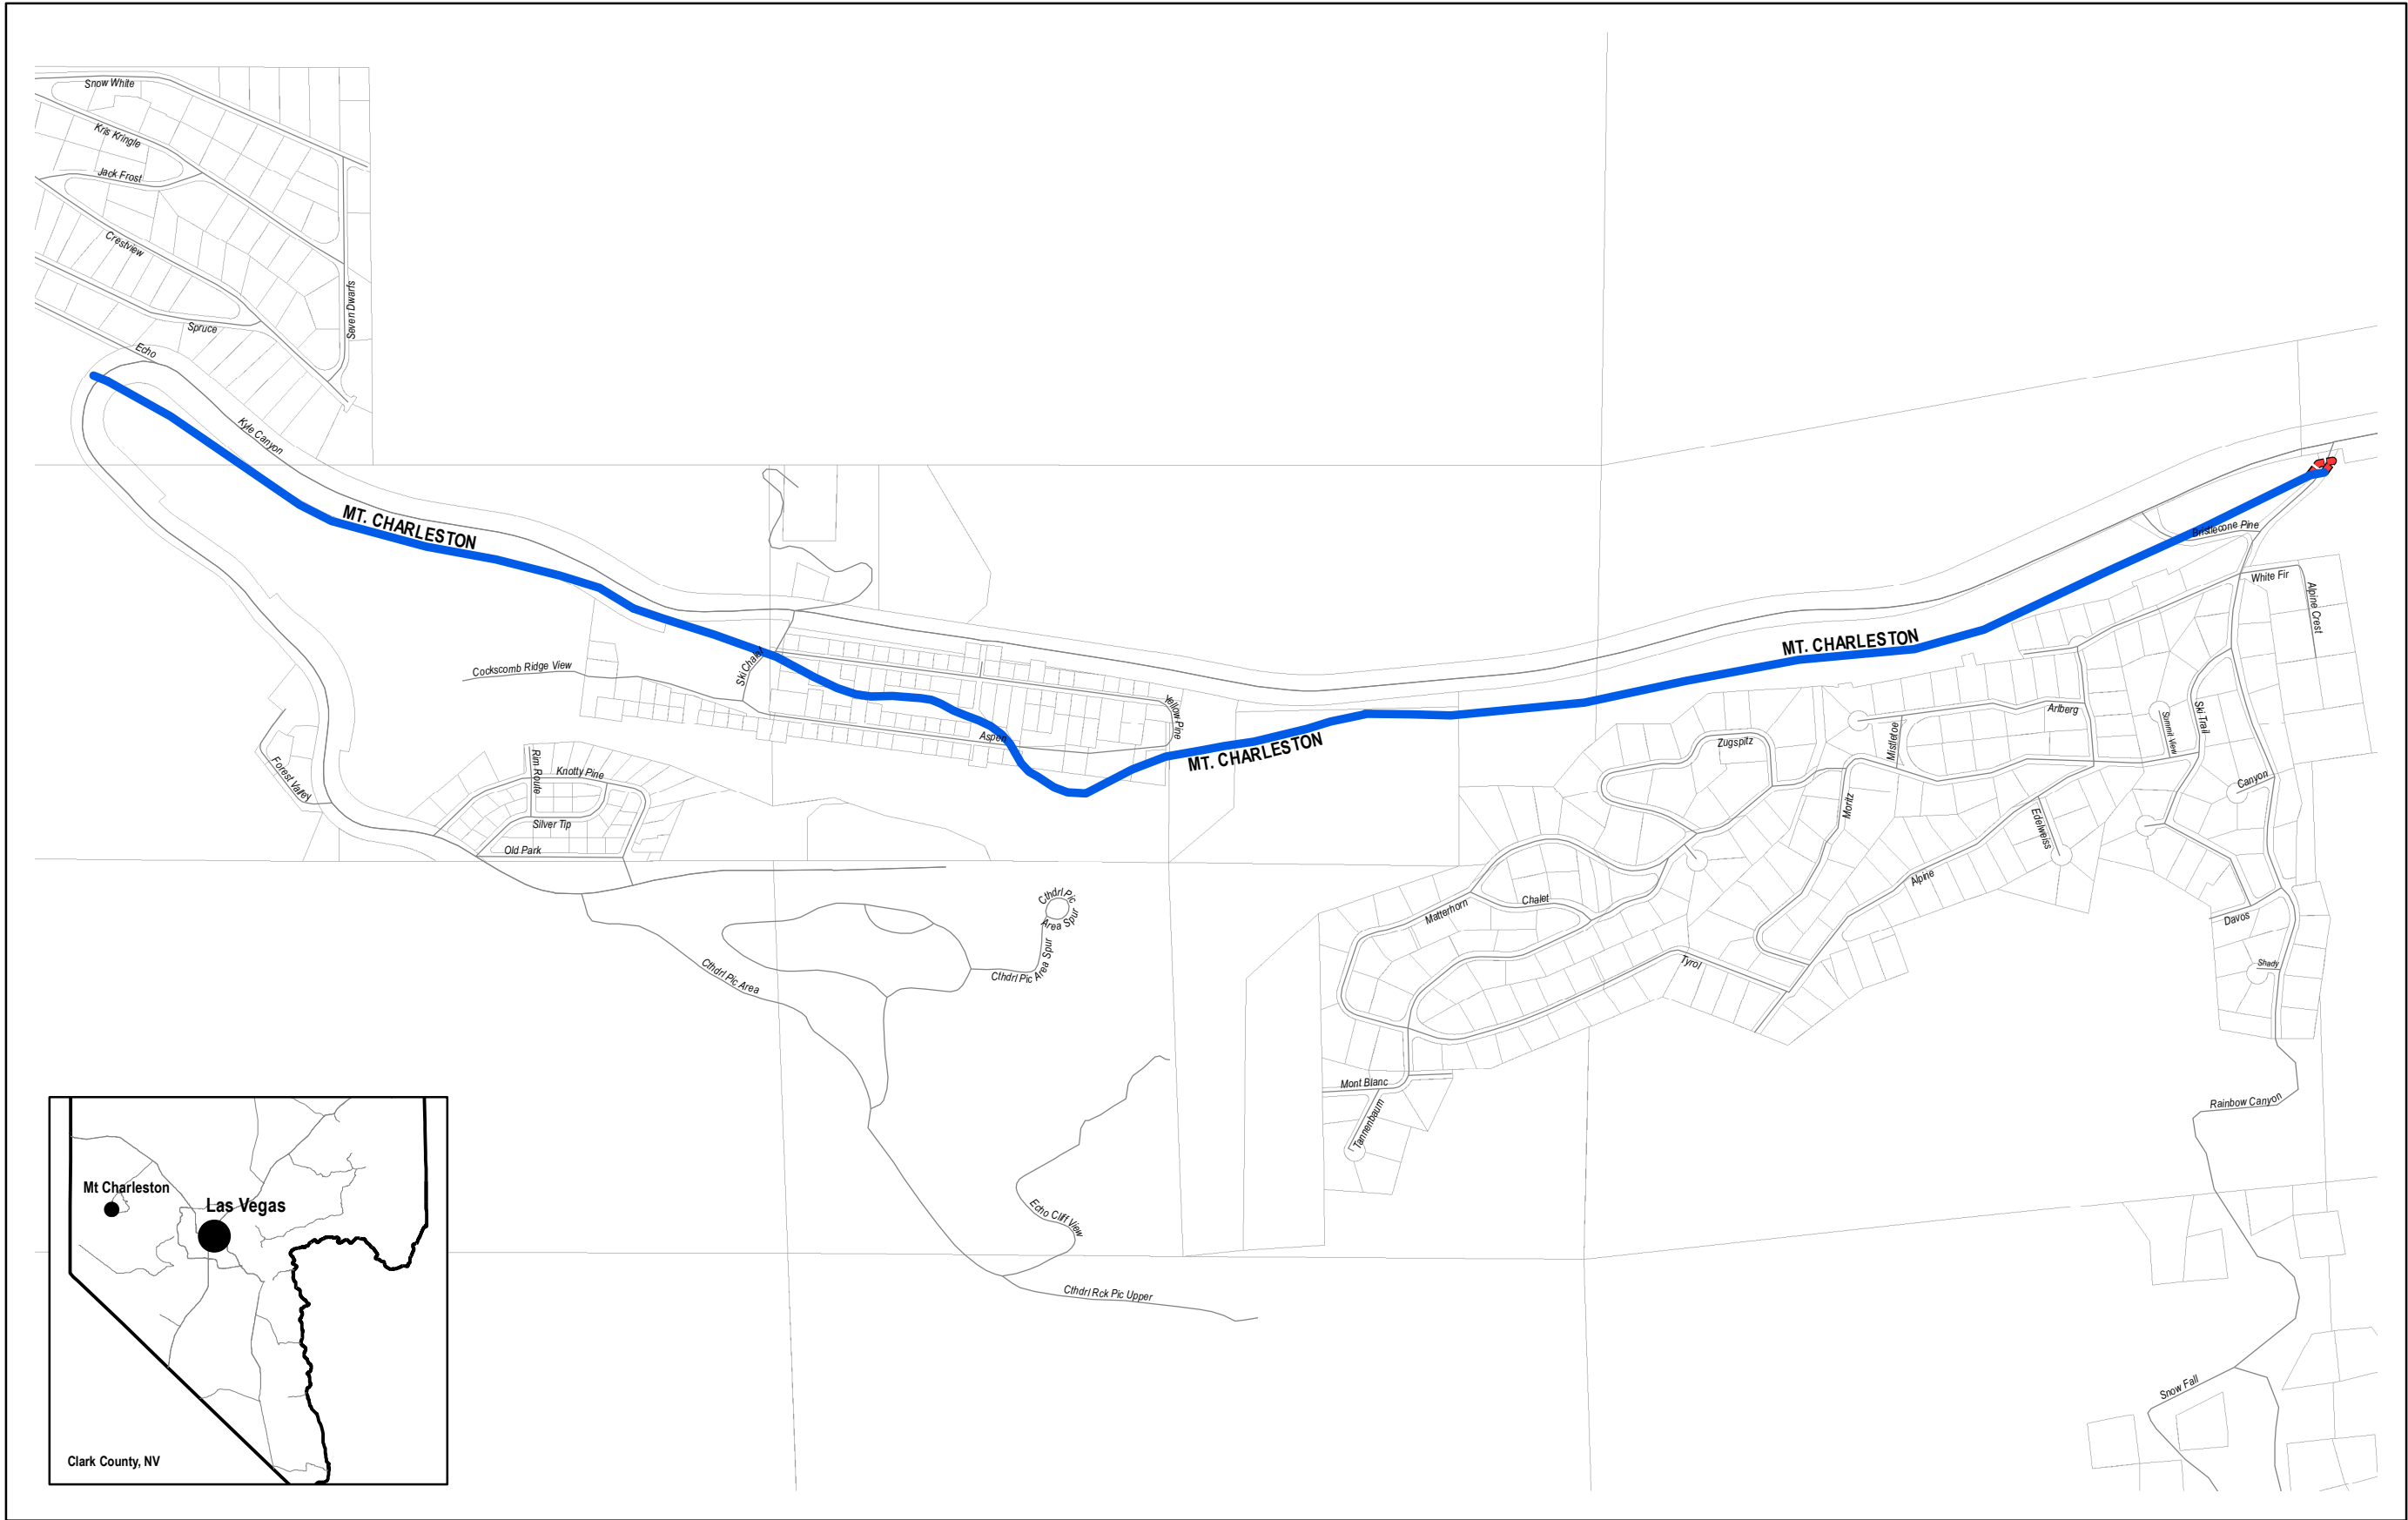 Snow White
Kris Kringle
Jack Frost
Crestview
Seven Dwarfs
Spruce
Echo
Kyle Canyon
MT. CHARLESTON
Bristlecone Pine
White Fir
Alpine Crest
MT. CHARLESTON
Ski Chalet
Cockscomb Ridge View
Yellow Pine
Aspen
MT. CHARLESTON
Arlberg
Summit View
Ski Trail
Mistletoe
Zugspitz
Rim Route
Knotty Pine
Forest Valley
Canyon
Moritz
Edelweiss
Silver Tip
Old Park
Alpine
Cthdrl Pic
Area Spur
Chalet
Matterhorn
Davos
Cthdrl Pic Area
Cthdrl Pic Area Spur
Tyrol
Shady
Mont Blanc
Tannenbaum
Rainbow Canyon
Echo Cliff View
Cthdrl Rck Pic Upper
Snow Fall
Mt Charleston
Las Vegas
Clark County, NV